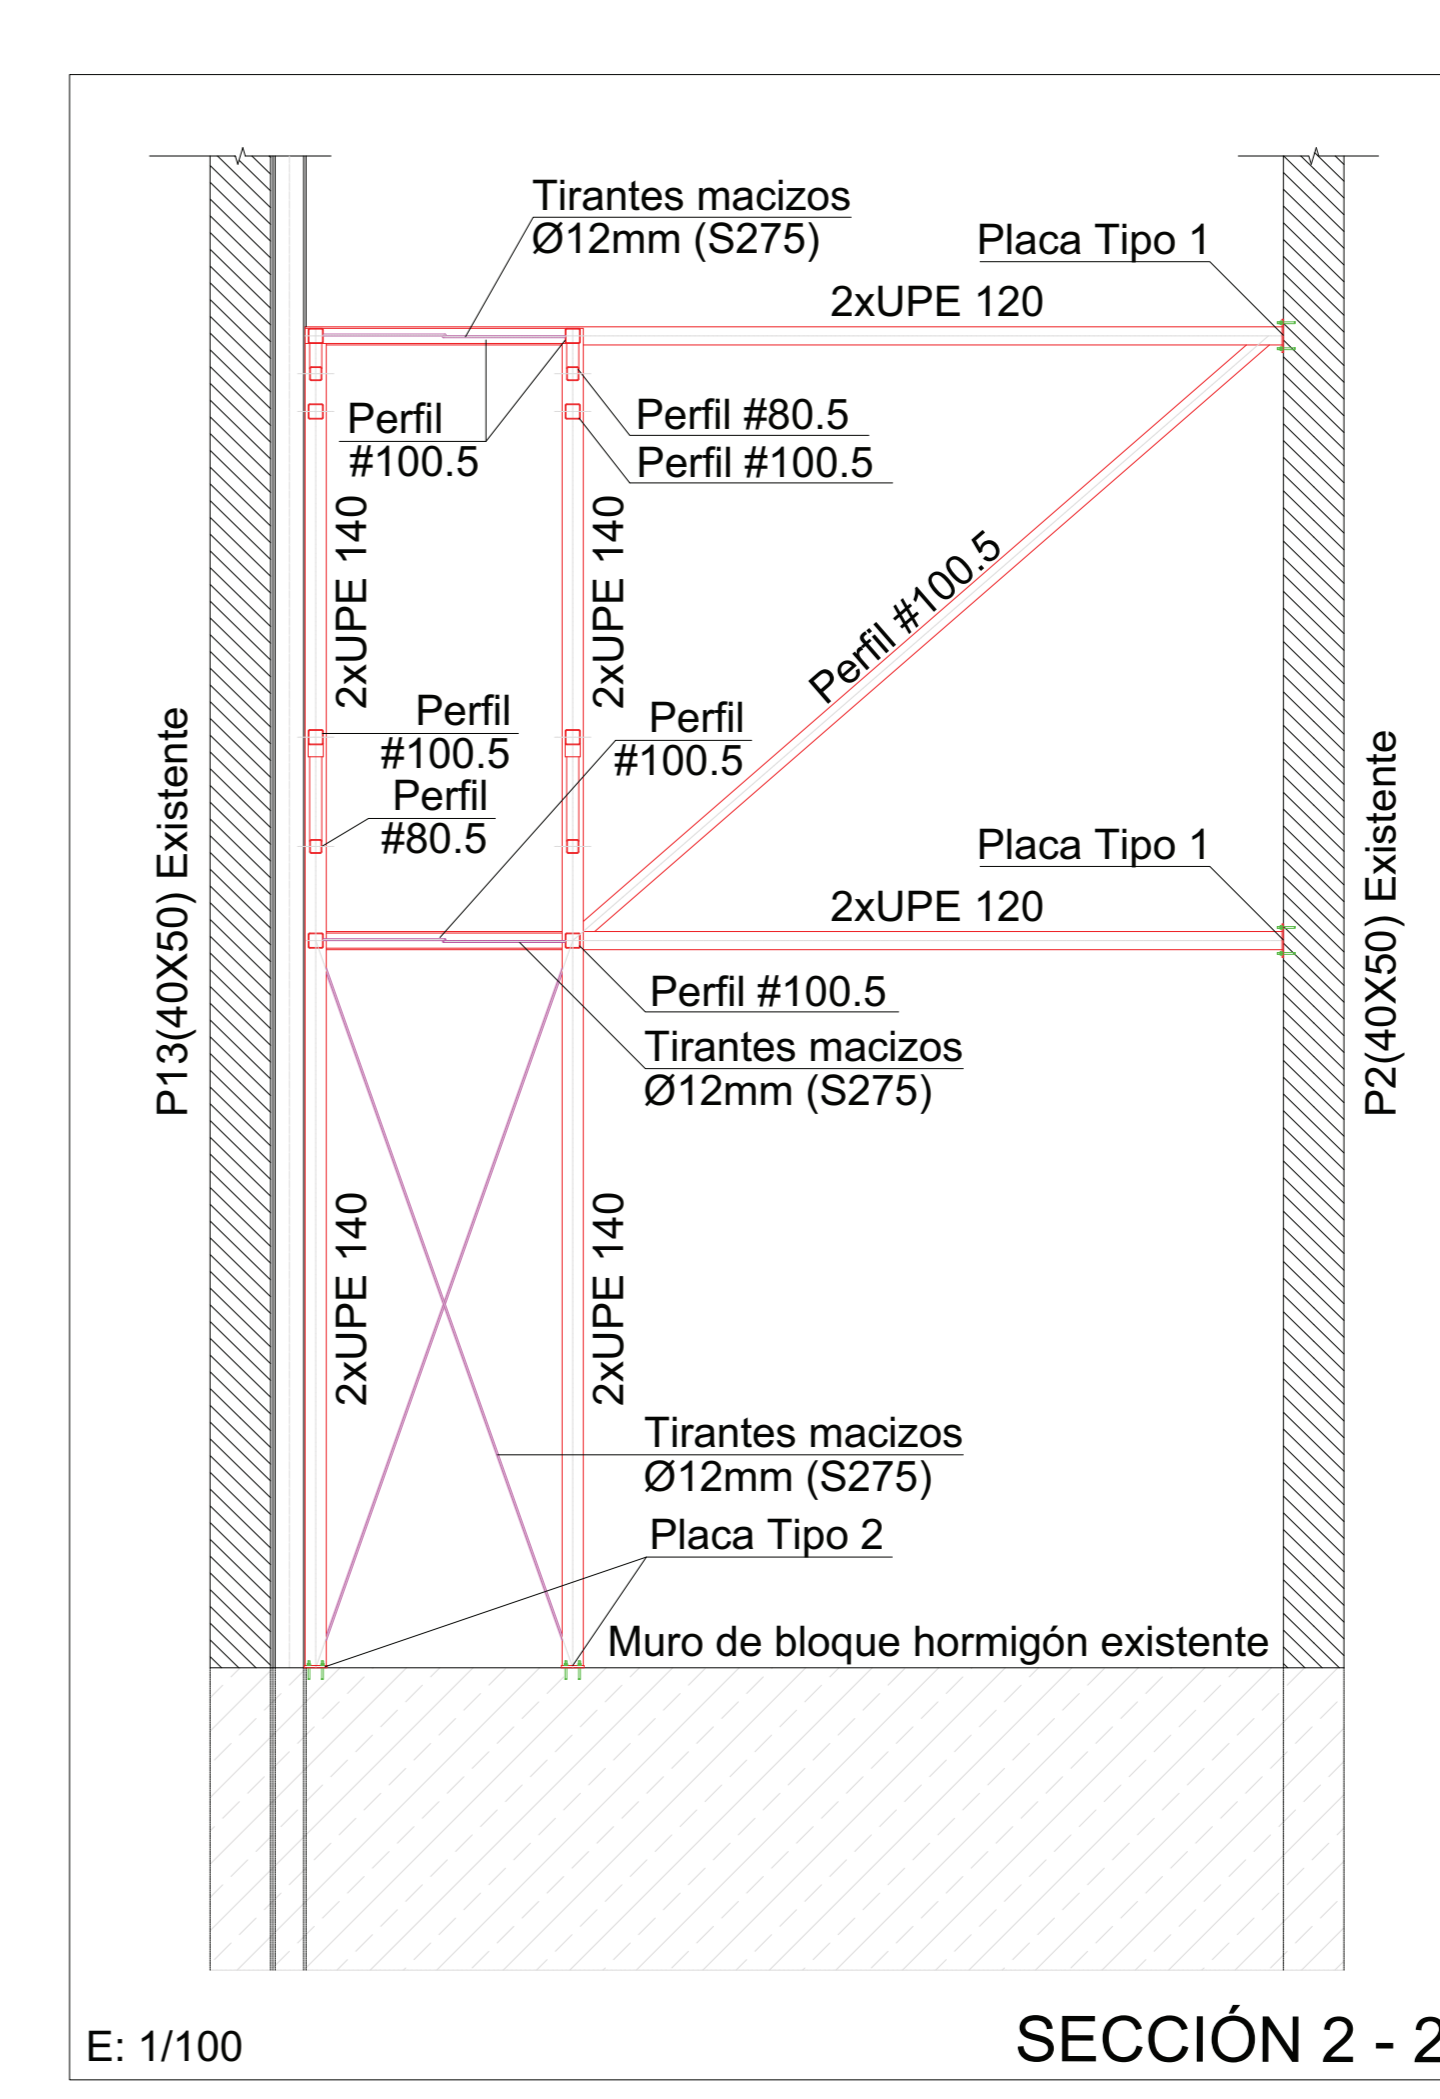 Tirantes macizos
Ø12mm (S275)
Placa Tipo 1
2xUPE 120
Perfil
#100.5
Perfil #80.5
Perfil #100.5
2xUPE 140
2xUPE 140
Perfil #100.5
Perfil
#100.5
Perfil
#100.5
Perfil
#80.5
P13(40X50) Existente
P2(40X50) Existente
Placa Tipo 1
2xUPE 120
Perfil #100.5
Tirantes macizos
Ø12mm (S275)
2xUPE 140
2xUPE 140
Tirantes macizos
Ø12mm (S275)
Placa Tipo 2
Muro de bloque hormigón existente
E: 1/100
SECCIÓN 2 - 2